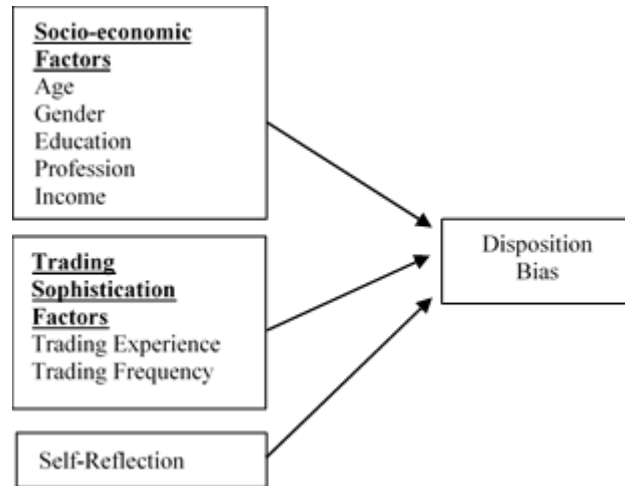 Socio-economic
Factors
Age
Gender
Education
Profession
Income
Trading
Sophistication
Factors
Trading Experience
Trading Frequency
Self-Reflection
Disposition
Bias